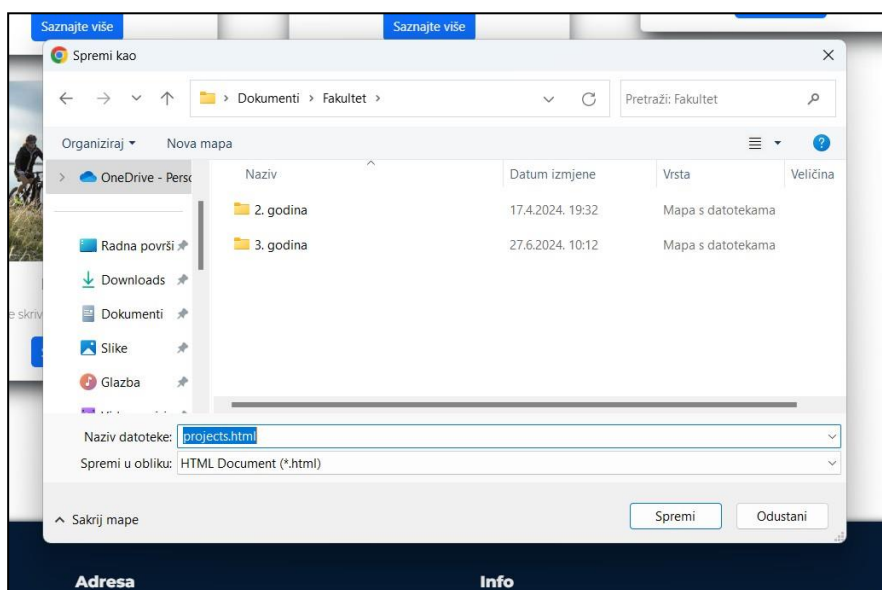 Saznajte više
Saznajte više
Spremi kao
Dokumenti > Fakultet >
Pretraži: Fakultet
Organiziraj
Nova mapa
OneDrive - Perso
Naziv
Datum izmjene
Vrsta
Veličina
2. godina
17.4.2024. 19:32
Mapa s datotekama
3. godina
27.6.2024. 10:12
Mapa s datotekama
Radna površi
Downloads
Dokumenti
Slike
Glazba
e skriv
Naziv datoteke: projects.html
Spremi u obliku: HTML Document (*.html)
Sakrij mape
Spremi
Odustani
Adresa
Info